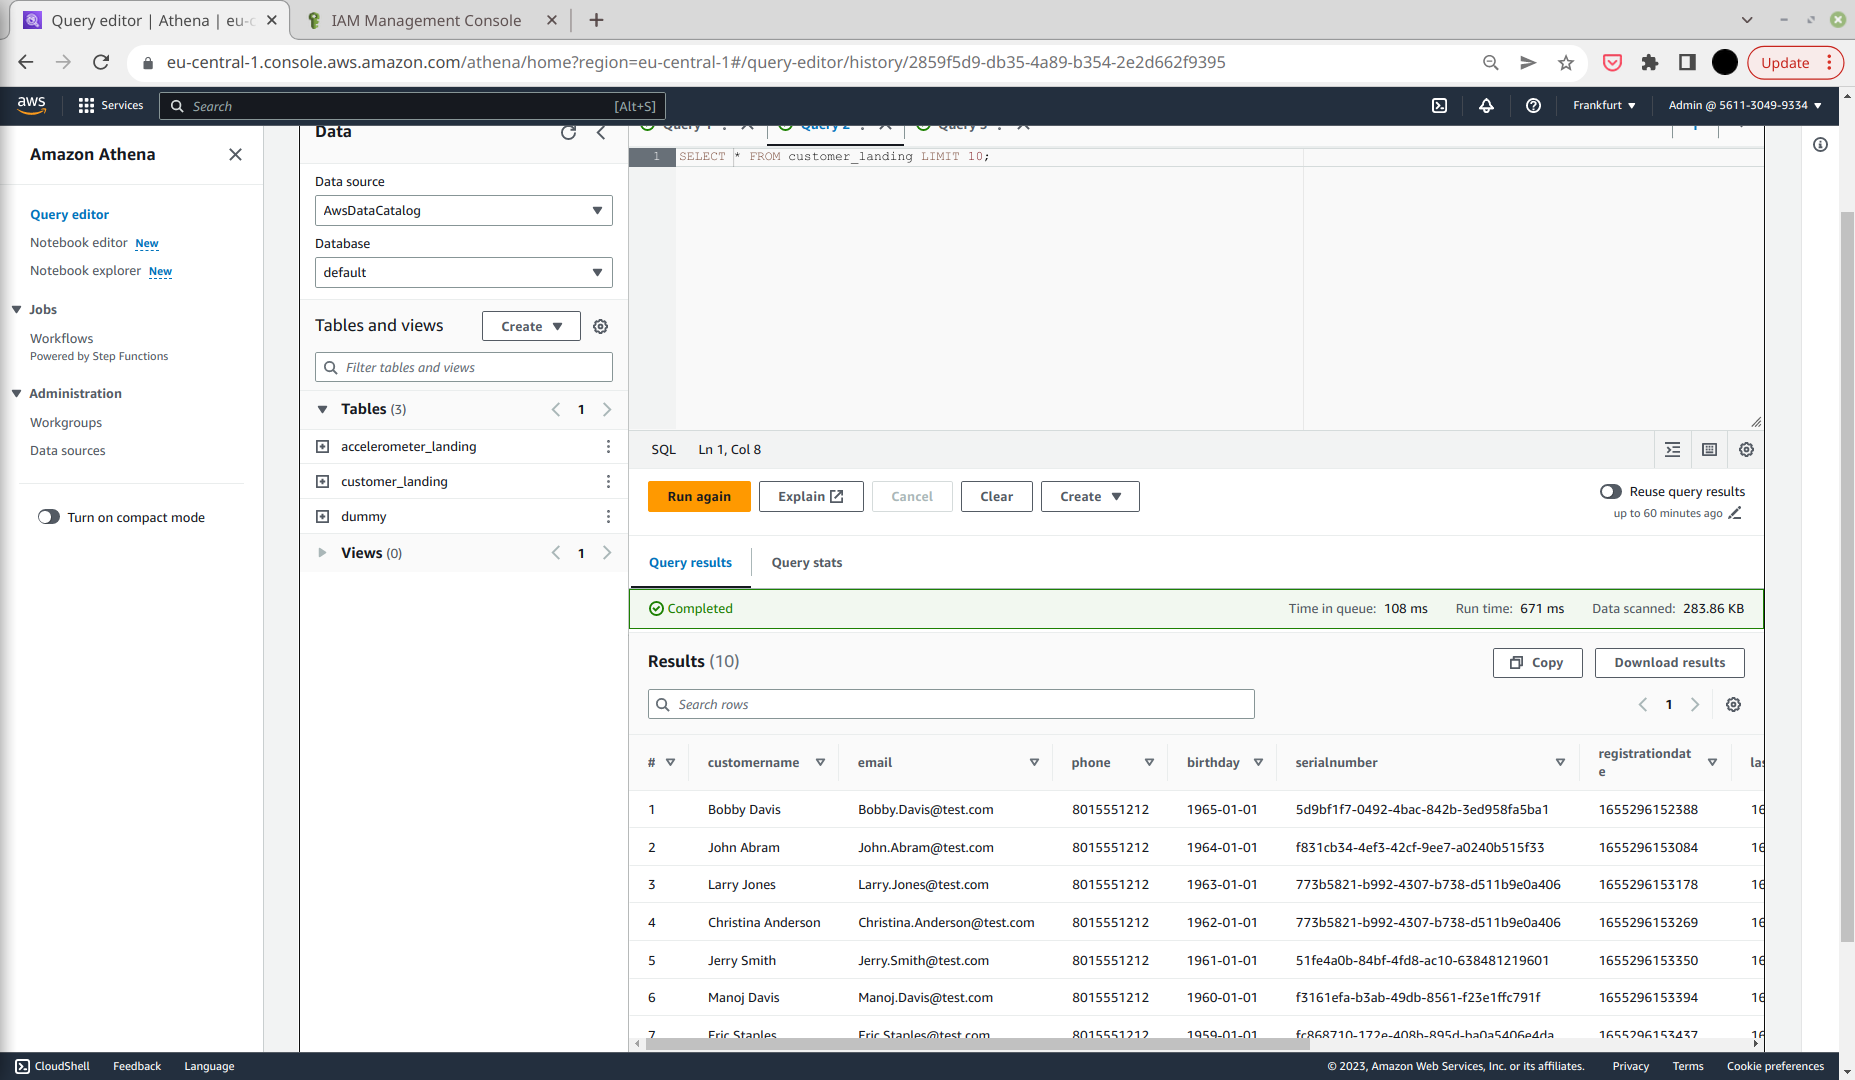 Query editor | Athena | eu-c
IAM Management Console
eu-central-1.console.aws.amazon.com/athena/home?region=eu-central-1#/query-editor/history/2859f5d9-db35-4a89-b354-2e2d662f9395
Update
aws
Services
Search
[Alt+S]
Frankfurt
Admin @ 5611-3049-9334
Amazon Athena
Query editor
Notebook editor New
Notebook explorer New
Jobs
Workflows
Powered by Step Functions
Administration
Workgroups
Data sources
Turn on compact mode
Data
Data source
AwsDataCatalog
Database
default
Tables and views
Create
Filter tables and views
Tables (3)
1
accelerometer_landing
customer_landing
dummy
Views (0)
1
Query 1
Query 2
Query 3
1 SELECT * FROM customer_landing LIMIT 10;
SQL Ln 1, Col 8
Run again
Explain
Cancel
Clear
Create
Reuse query results
up to 60 minutes ago
Query results
Query stats
Completed
Time in queue: 108 ms Run time: 671 ms Data scanned: 283.86 KB
Results (10)
Copy
Download results
Search rows
1
# customername email phone birthday serialnumber registrationdat
e
las
1 Bobby Davis Bobby.Davis@test.com 8015551212 1965-01-01 5d9bf1f7-0492-4bac-842b-3ed958fa5ba1 1655296152388 16
2 John Abram John.Abram@test.com 8015551212 1964-01-01 f831cb34-4ef3-42cf-9ee7-a0240b515f33 1655296153084 16
3 Larry Jones Larry.Jones@test.com 8015551212 1963-01-01 773b5821-b992-4307-b738-d511b9e0a406 1655296153178 16
4 Christina Anderson Christina.Anderson@test.com 8015551212 1962-01-01 773b5821-b992-4307-b738-d511b9e0a406 1655296153269 16
5 Jerry Smith Jerry.Smith@test.com 8015551212 1961-01-01 51fe4a0b-84bf-4fd8-ac10-638481219601 1655296153350 16
6 Manoj Davis Manoj.Davis@test.com 8015551212 1960-01-01 f3161efa-b3ab-49db-8561-f23e1ffc791f 1655296153394 16
7 Eric Staples Eric.Staples@test.com 8015551212 1959-01-01 fc868710-172e-408b-895d-ba0a5406e4da 1655296153437 16
CloudShell
Feedback
Language
© 2023, Amazon Web Services, Inc. or its affiliates.
Privacy
Terms
Cookie preferences